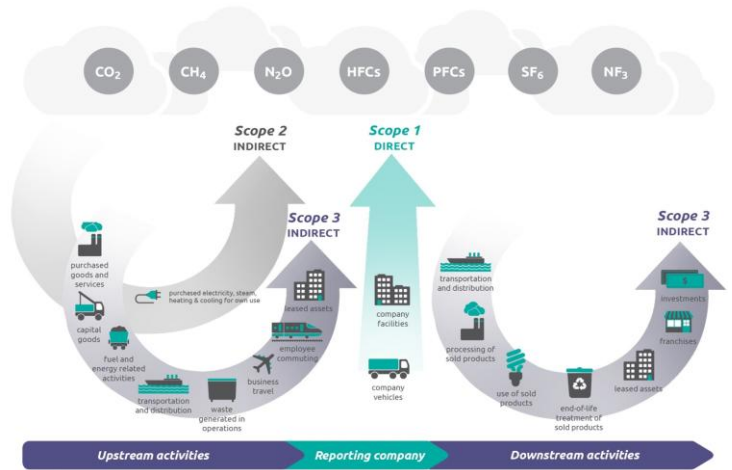 CO₂
CH₄
N₂O
HFCs
PFCs
SF₆
NF₃
Scope 2
INDIRECT
Scope 1
DIRECT
Scope 3
INDIRECT
Scope 3
INDIRECT
purchased
goods and
services
capital
goods
fuel and
energy related
activities
transportation
and distribution
waste
generated in
operations
business
travel
employee
commuting
leased assets
purchased electricity, steam,
heating & cooling for own use
company
facilities
company
vehicles
transportation
and distribution
processing of
sold products
use of sold
products
end-of-life
treatment of
sold products
leased assets
franchises
$
investments
Upstream activities
Reporting company
Downstream activities